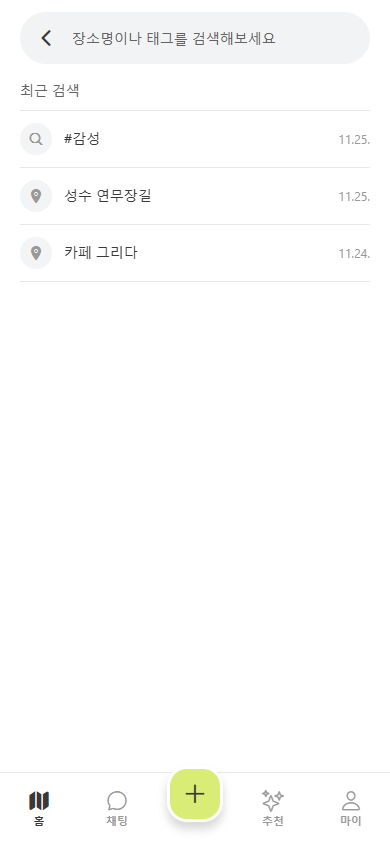 장소명이나 태그를 검색해보세요
최근 검색
#감성 11.25.
성수 연무장길 11.25.
카페 그리다 11.24.
홈 채팅 추천 마이